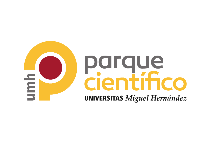 umh
parque
científico
UNIVERSITAS Miguel Hernández